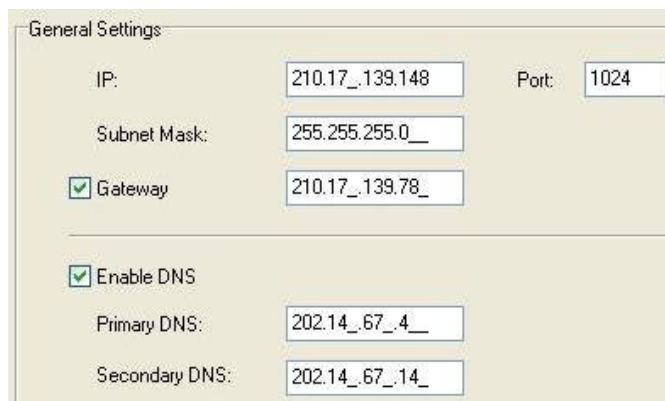 General Settings
IP: 210.17_.139.148 Port: 1024
Subnet Mask: 255.255.255.0__
Gateway 210.17_.139.78_
Enable DNS
Primary DNS: 202.14_.67_.4__
Secondary DNS: 202.14_.67_.14_